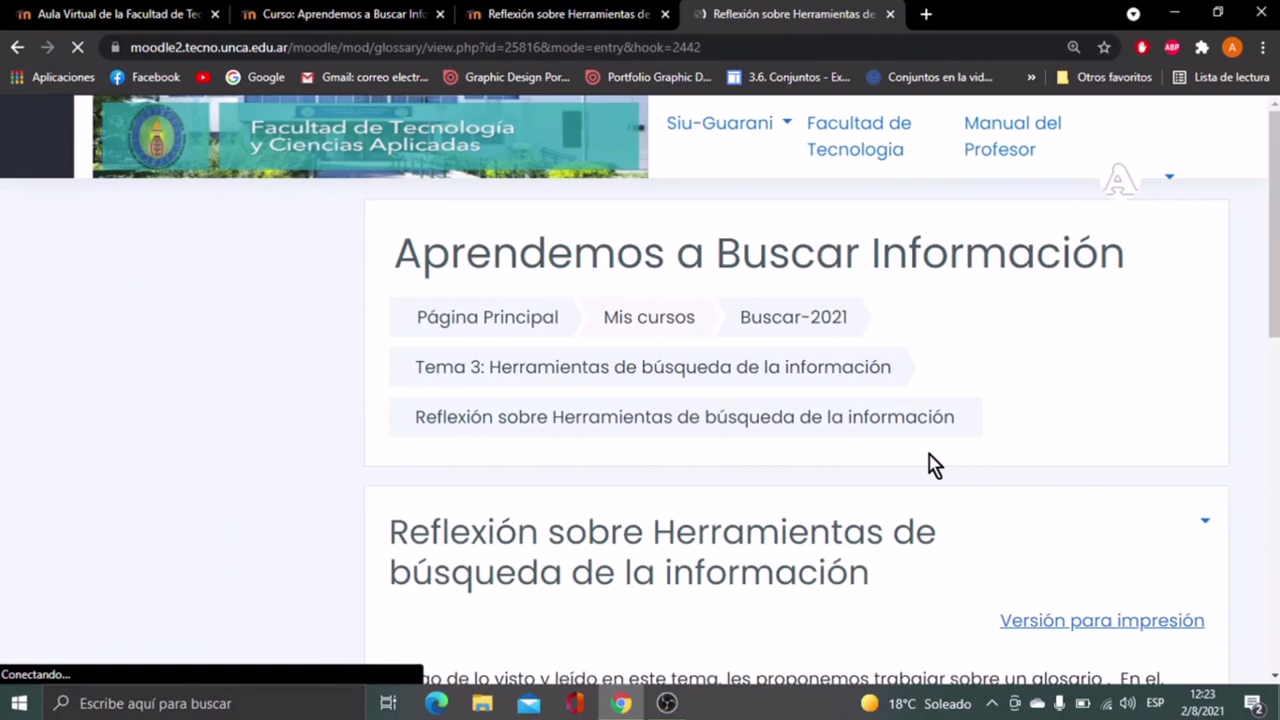 Aula Virtual de la Facultad de Te
Curso: Aprendemos a Buscar Inf
Reflexión sobre Herramientas de
Reflexión sobre Herramientas de
moodle2.tecno.unca.edu.ar/moodle/mod/glossary/view.php?id=25816&mode=entry&hook=2442
ABP
A
Aplicaciones
Facebook
Google
Gmail: correo electr...
Graphic Design Por...
Portfolio Graphic D...
3.6. Conjuntos - Ex...
Conjuntos en la vid...
»
Otros favoritos
Lista de lectura
Facultad de Tecnología
y Ciencias Aplicadas
Siu-Guarani
Facultad de
Tecnologia
Manual del
Profesor
A
Aprendemos a Buscar Información
Página Principal
Mis cursos
Buscar-2021
Tema 3: Herramientas de búsqueda de la información
Reflexión sobre Herramientas de búsqueda de la información
Reflexión sobre Herramientas de
búsqueda de la información
Versión para impresión
go de lo visto y leído en este tema, les proponemos trabajar sobre un glosario . En el,
Conectando...
Escribe aquí para buscar
18°C Soleado
ESP
12:23
2/8/2021
2